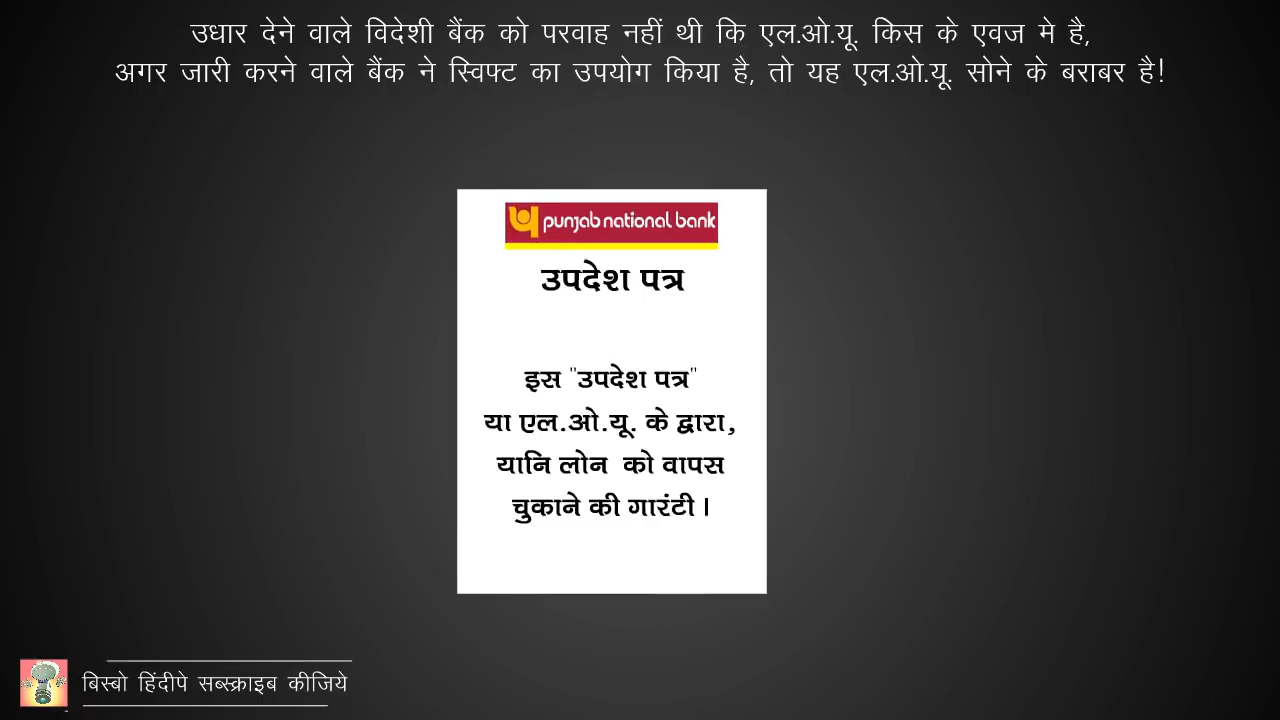 उधार देने वाले विदेशी बैंक को परवाह नहीं थी कि एल.ओ.यू. किस के एवज मे है,
अगर जारी करने वाले बैंक ने स्विफ्ट का उपयोग किया है, तो यह एल.ओ.यू. सोने के बराबर है!
punjab national bank
उपदेश पत्र
इस "उपदेश पत्र"
या एल.ओ.यू. के द्वारा,
यानि लोन को वापस
चुकाने की गारंटी।
बिस्बो हिंदीपे सब्स्क्राइब कीजिये